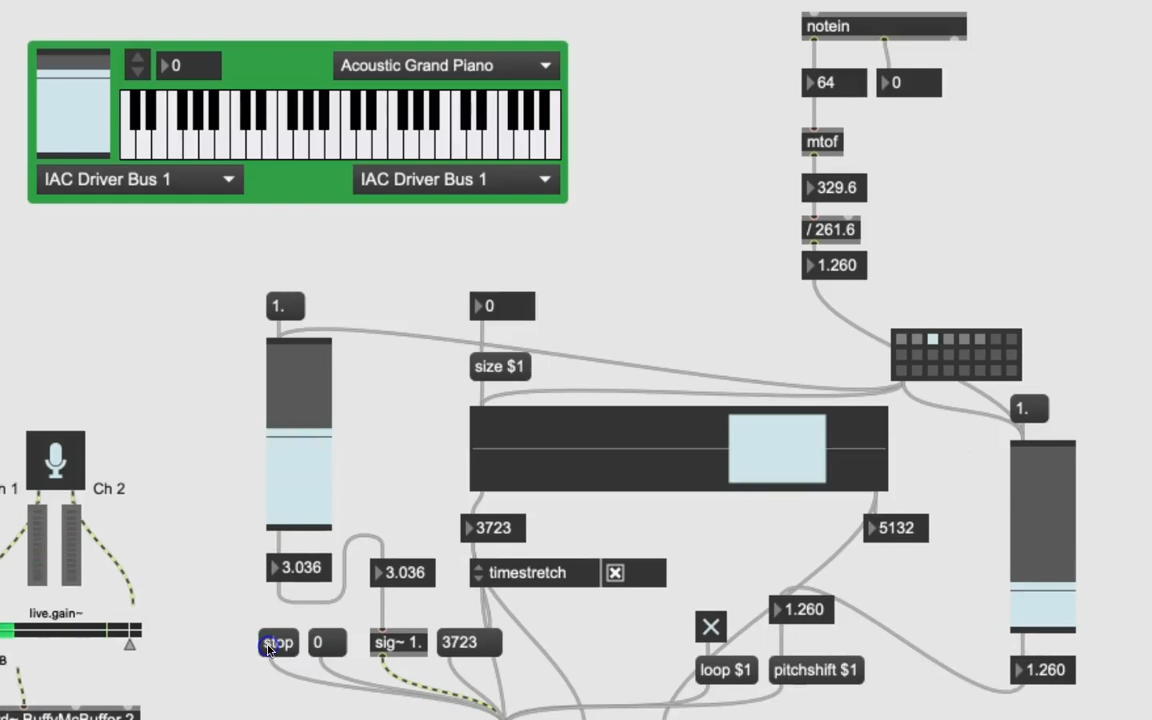 notein
0
Acoustic Grand Piano
64
0
mtof
IAC Driver Bus 1
IAC Driver Bus 1
329.6
/ 261.6
1.260
1.
0
size $1
1.
Ch 2
3723
5132
3.036
3.036
timestretch
1.260
live.gain~
stop
0
sig~ 1.
3723
loop $1
pitchshift $1
1.260